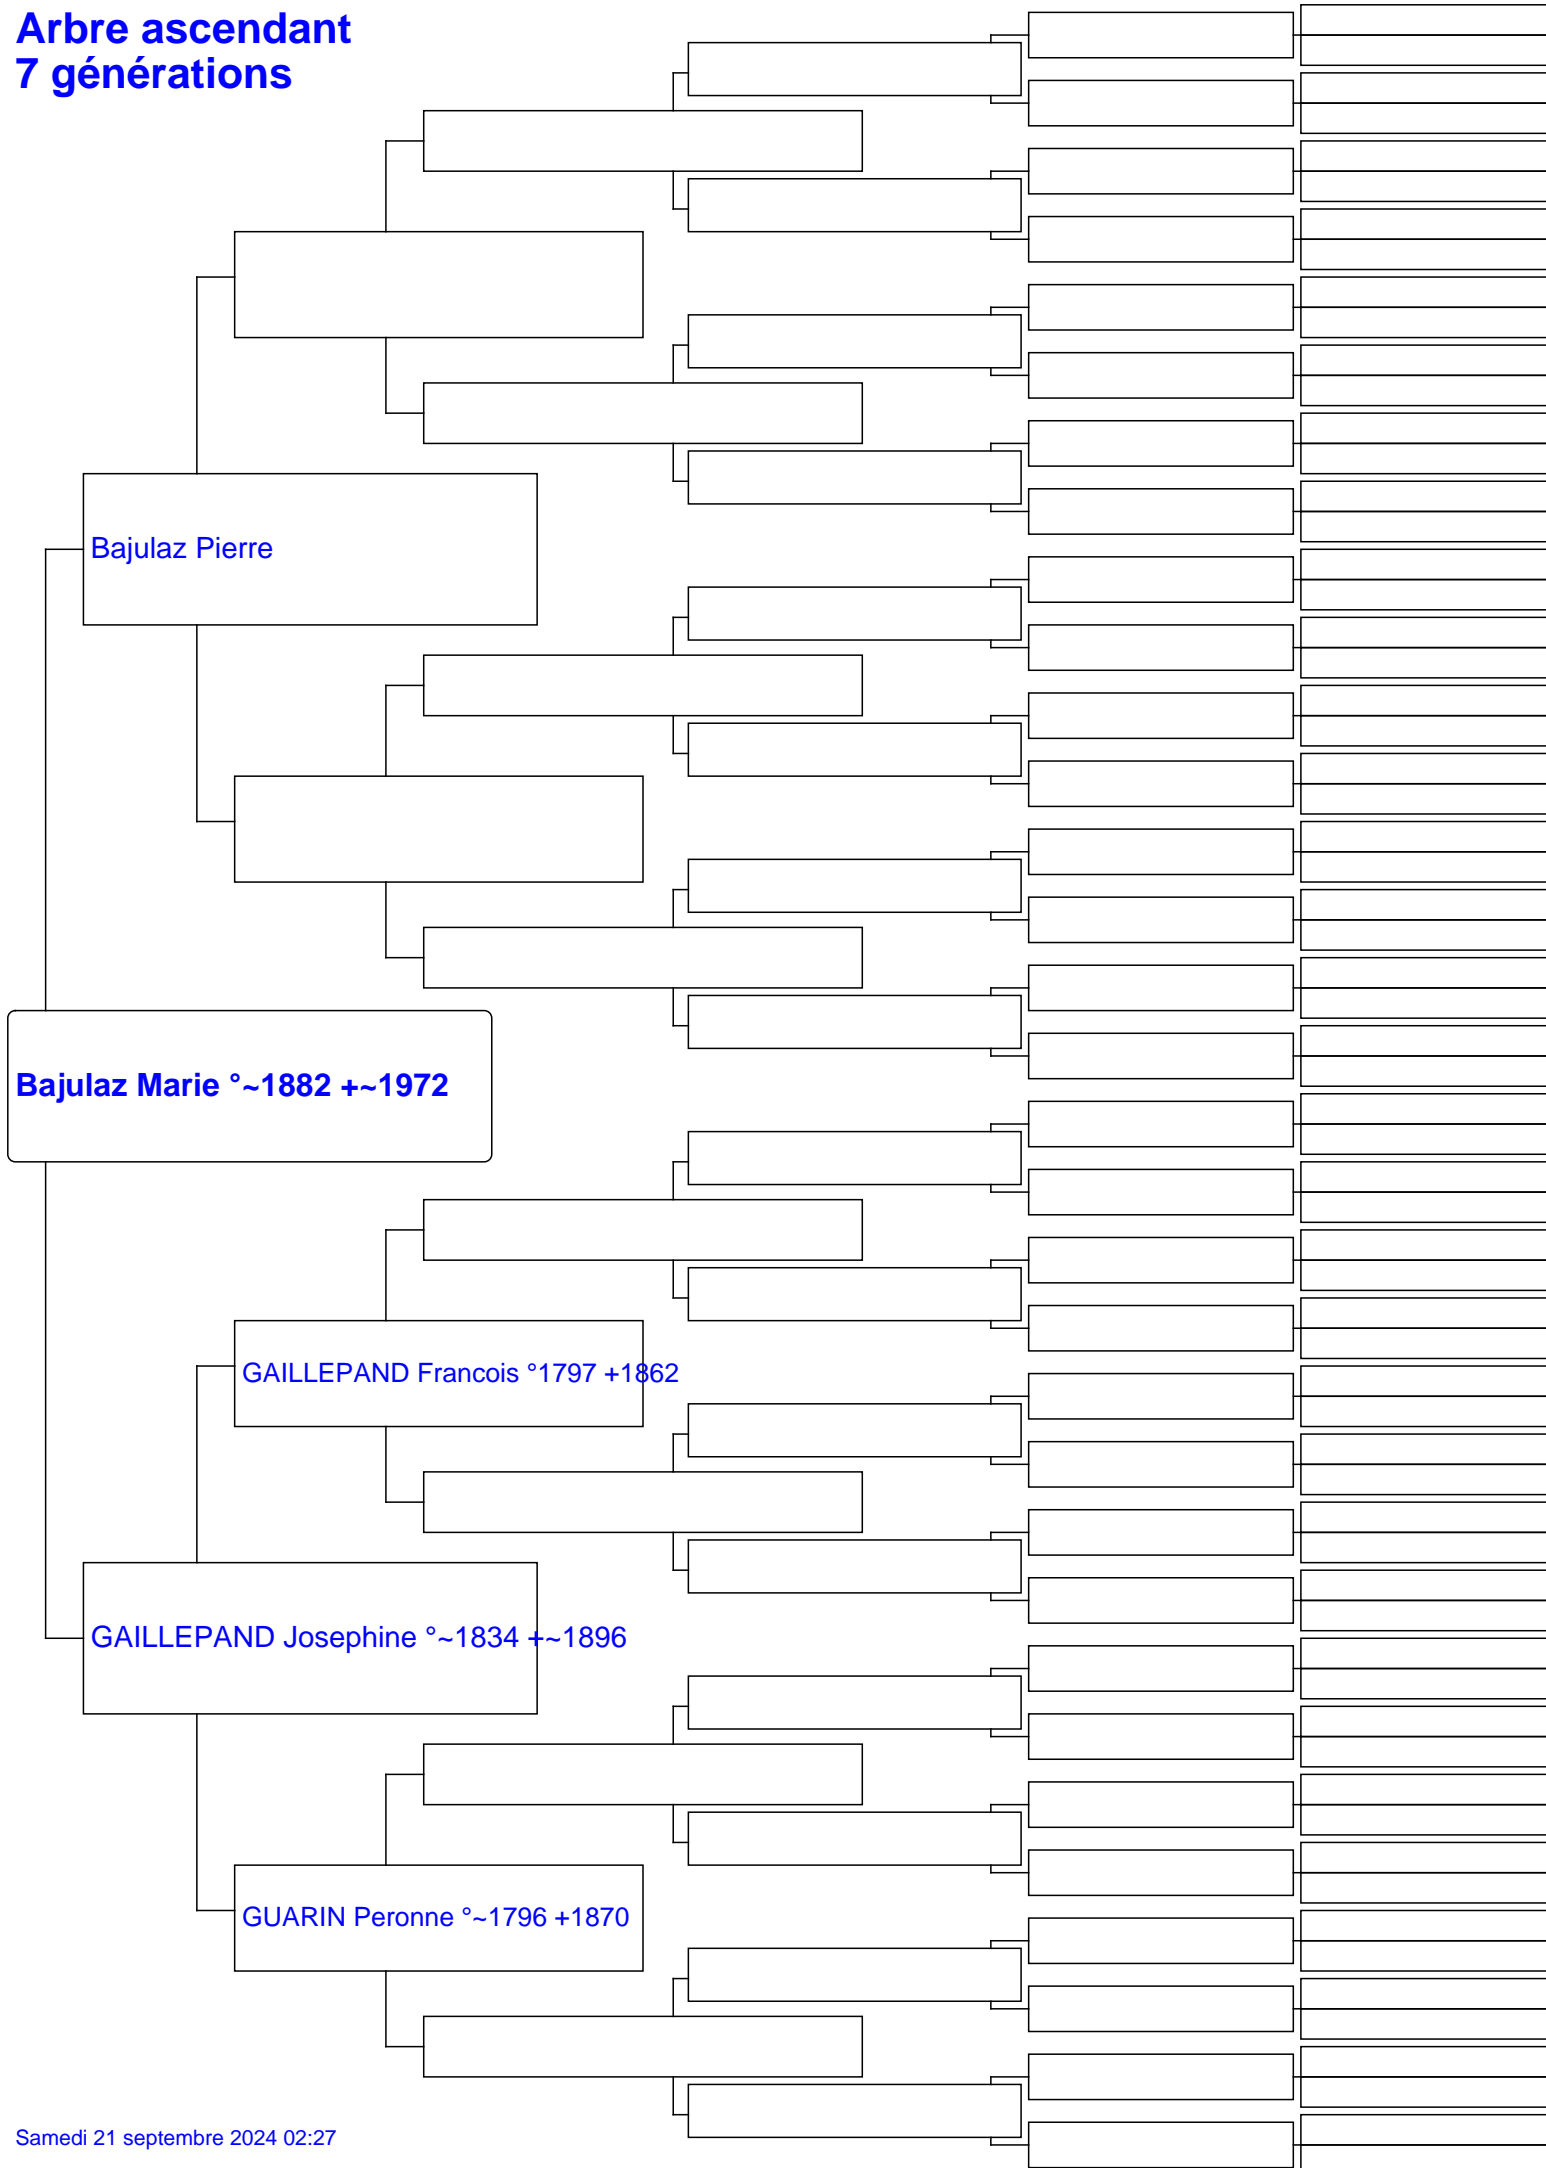 Arbre ascendant
7 générations
Bajulaz Pierre
Bajulaz Marie °~1882 +~1972
GAILLEPAND Francois °1797 +1862
GAILLEPAND Josephine °~1834 +~1896
GUARIN Peronne °~1796 +1870
Samedi 21 septembre 2024 02:27